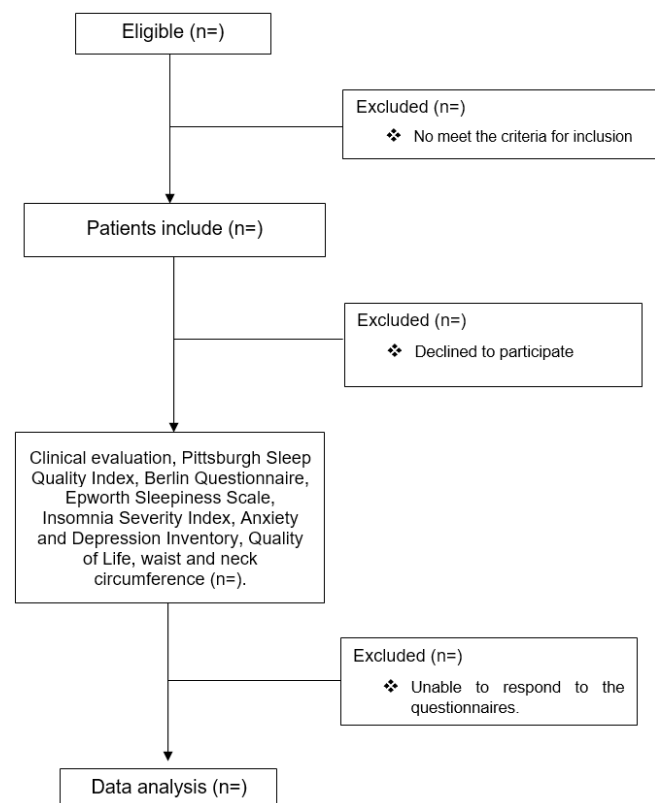 Eligible (n=)
Excluded (n=)
❖ No meet the criteria for inclusion
Patients include (n=)
Excluded (n=)
❖ Declined to participate
Clinical evaluation, Pittsburgh Sleep
Quality Index, Berlin Questionnaire,
Epworth Sleepiness Scale,
Insomnia Severity Index, Anxiety
and Depression Inventory, Quality
of Life, waist and neck
circumference (n=).
Excluded (n=)
❖ Unable to respond to the
questionnaires.
Data analysis (n=)